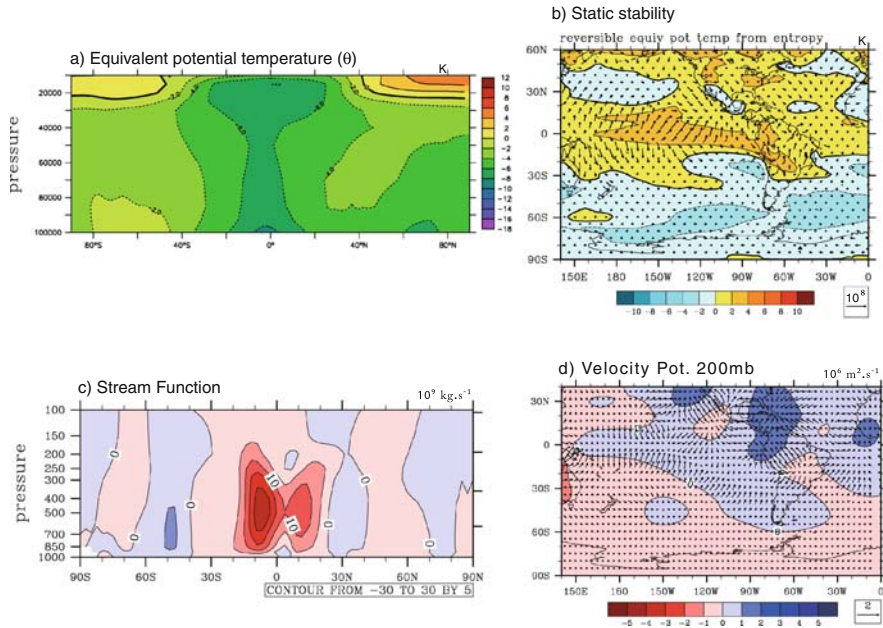 a) Equivalent potential temperature (θ)
K
pressure
20000
40000
60000
80000
100000
80°S
40°S
0°
40°N
80°N
12
10
8
6
4
2
0
-2
-4
-6
-8
-10
-12
-14
-16
-18
b) Static stability
reversible equiv pot temp from entropy
K
60N
30N
0
30S
60S
90S
150E 180 150W 120W 90W 60W 30W 0
-10 -8 -6 -4 -2 0 2 4 6 8 10
10⁸
c) Stream Function
10⁹ kg.s⁻¹
pressure
100
200
250
300
400
500
700
850
1000
0 0 10 10 0 0 0
90S 60S 30S 0 30N 60N 90N
CONTOUR FROM -30 TO 30 BY 5
d) Velocity Pot. 200mb
10⁶ m².s⁻¹
30N
0
30S
60S
90S
150E 180 150W 120W 90W 60W 30W 0
-5 -4 -3 -2 -1 0 1 2 3 4 5
2